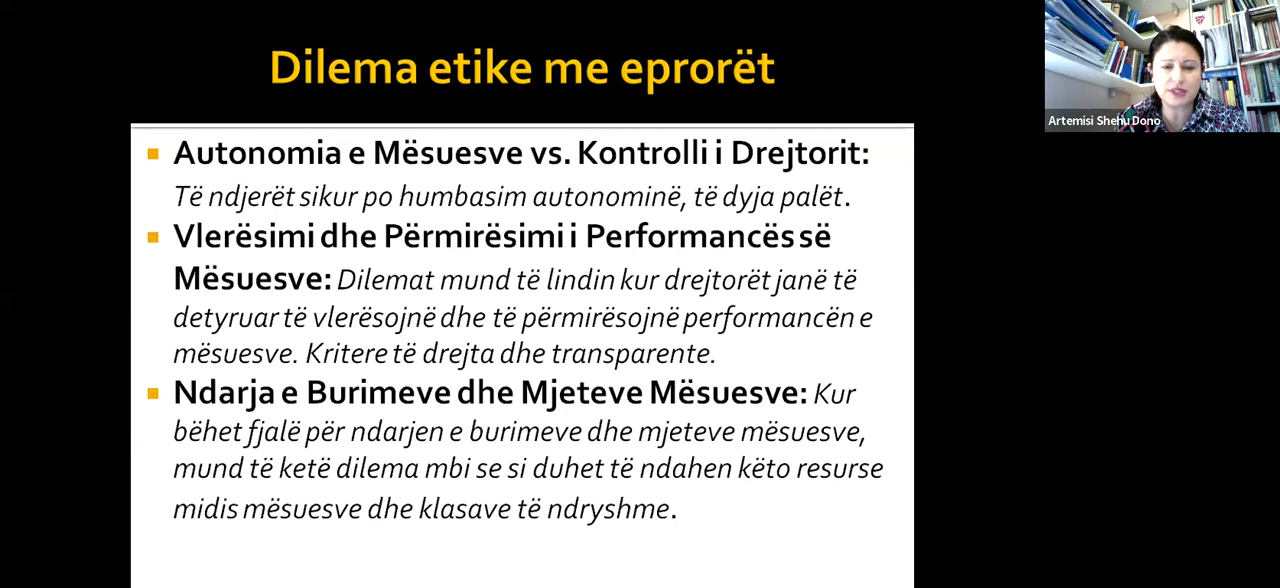 Dilema etike me eprorët
Artemisi Shehu Dono
Autonomia e Mësuesve vs. Kontrolli i Drejtorit:
Të ndjerët sikur po humbasim autonominë, të dyja palët.
Vlerësimi dhe Përmirësimi i Performancës së
Mësuesve: Dilemat mund të lindin kur drejtorët janë të
detyruar të vlerësojnë dhe të përmirësojnë performancën e
mësuesve. Kritere të drejta dhe transparente.
Ndarja e Burimeve dhe Mjeteve Mësuesve: Kur
bëhet fjalë për ndarjen e burimeve dhe mjeteve mësuesve,
mund të ketë dilema mbi se si duhet të ndahen këto resurse
midis mësuesve dhe klasave të ndryshme.